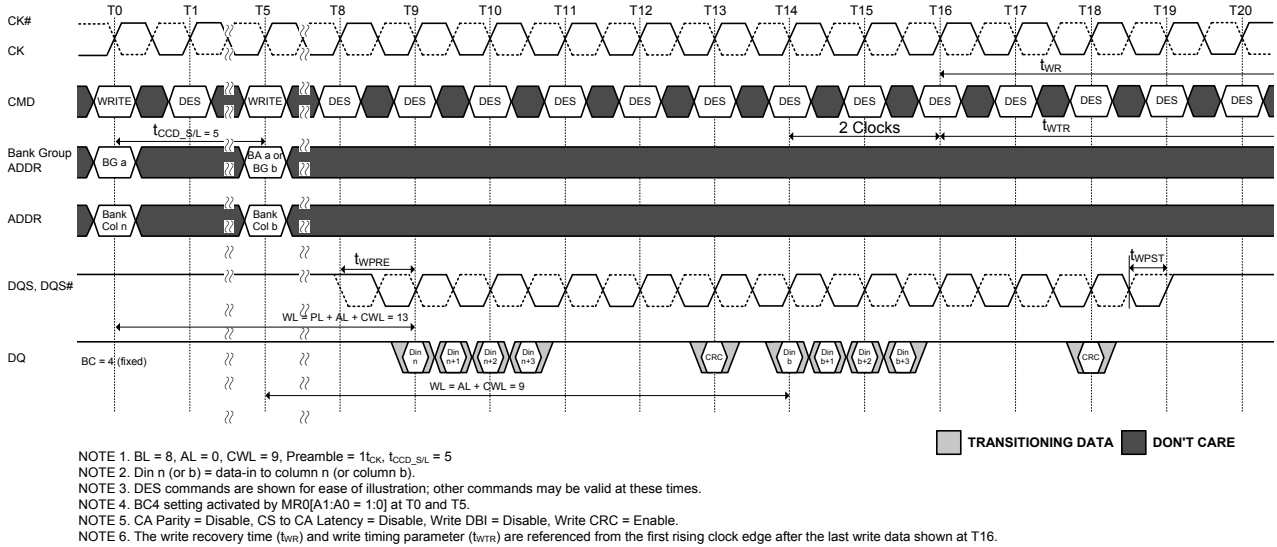 T0 T1 T5 T8 T9 T10 T11 T12 T13 T14 T15 T16 T17 T18 T19 T20
CK#
CK
tWR
CMD WRITE DES WRITE DES DES DES DES DES DES DES DES DES DES DES DES DES
tCCD_S/L = 5
2 Clocks
tWTR
Bank Group
ADDR
BG a
BA a or
BG b
ADDR
Bank
Col n
Bank
Col b
tWPRE
tWPST
DQS, DQS#
WL = PL + AL + CWL = 13
DQ
BC = 4 (fixed)
Din
n
Din
n+1
Din
n+2
Din
n+3
CRC
Din
b
Din
b+1
Din
b+2
Din
b+3
CRC
WL = AL + CWL = 9
TRANSITIONING DATA
DON'T CARE
NOTE 1. BL = 8, AL = 0, CWL = 9, Preamble = 1tCK, tCCD_S/L = 5
NOTE 2. Din n (or b) = data-in to column n (or column b).
NOTE 3. DES commands are shown for ease of illustration; other commands may be valid at these times.
NOTE 4. BC4 setting activated by MR0[A1:A0 = 1:0] at T0 and T5.
NOTE 5. CA Parity = Disable, CS to CA Latency = Disable, Write DBI = Disable, Write CRC = Enable.
NOTE 6. The write recovery time (tWR) and write timing parameter (tWTR) are referenced from the first rising clock edge after the last write data shown at T16.